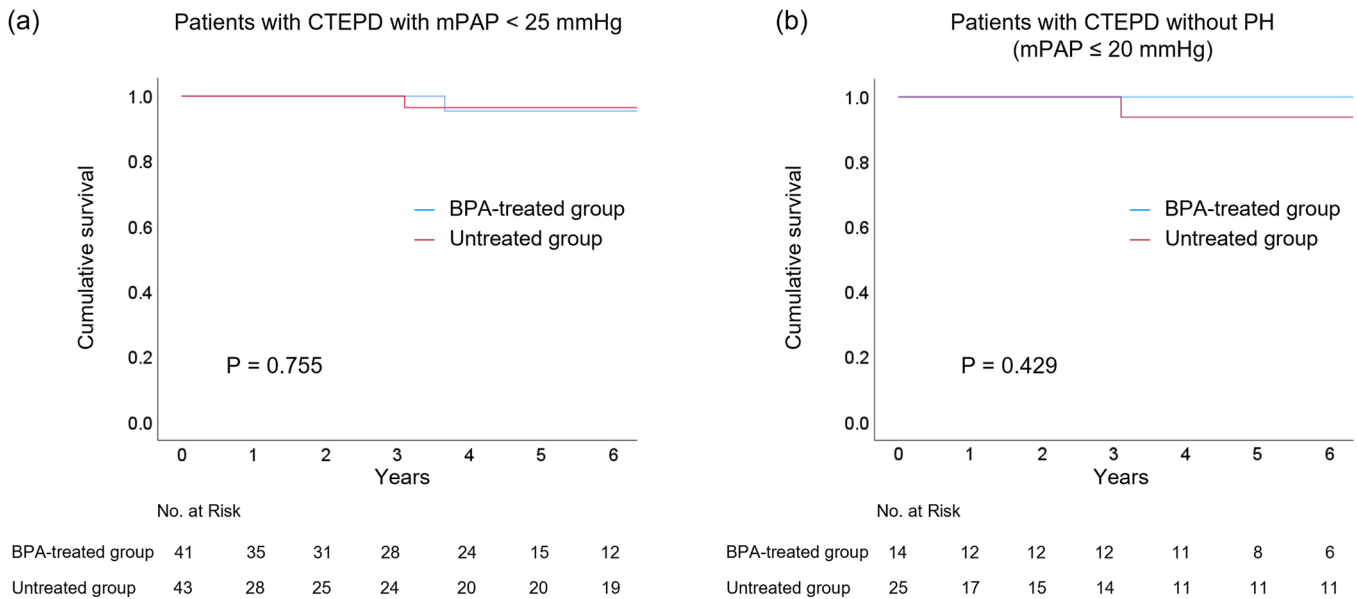 (a)
Patients with CTEPD with mPAP < 25 mmHg
1.0
0.8
0.6
0.4
0.2
0.0
Cumulative survival
BPA-treated group
Untreated group
P = 0.755
0 1 2 3 4 5 6
Years
No. at Risk
BPA-treated group 41 35 31 28 24 15 12
Untreated group 43 28 25 24 20 20 19
(b)
Patients with CTEPD without PH
(mPAP ≤ 20 mmHg)
1.0
0.8
0.6
0.4
0.2
0.0
Cumulative survival
BPA-treated group
Untreated group
P = 0.429
0 1 2 3 4 5 6
Years
No. at Risk
BPA-treated group 14 12 12 12 11 8 6
Untreated group 25 17 15 14 11 11 11